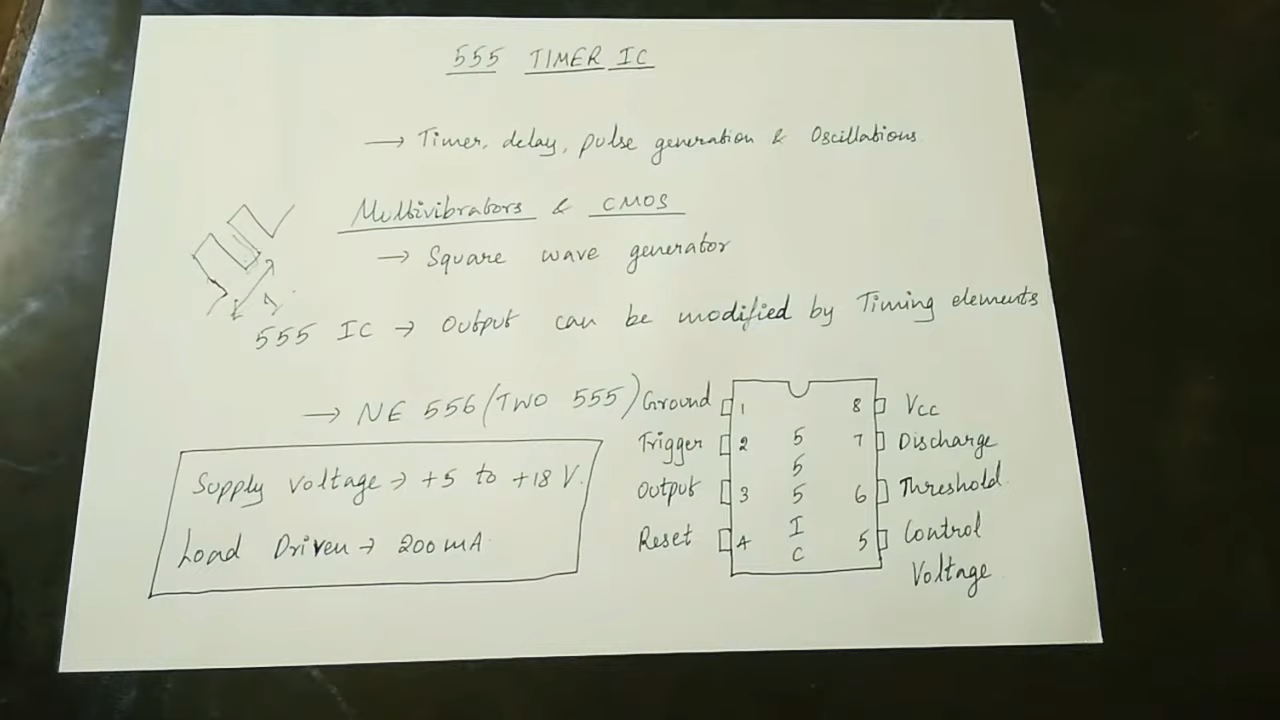 555 TIMER IC
→ Timer, delay, pulse generation & Oscillations
Multivibrators & CMOS
→ Square wave generator
555 IC → Output can be modified by Timing elements
→ NE 556 (TWO 555)
Supply voltage → +5 to +18 V.
Load Driven → 200 mA
Ground 1 8 Vcc
Trigger 2 5 7 Discharge
5
Output 3 5 6 Threshold
Reset 4 I 5 Control
C Voltage